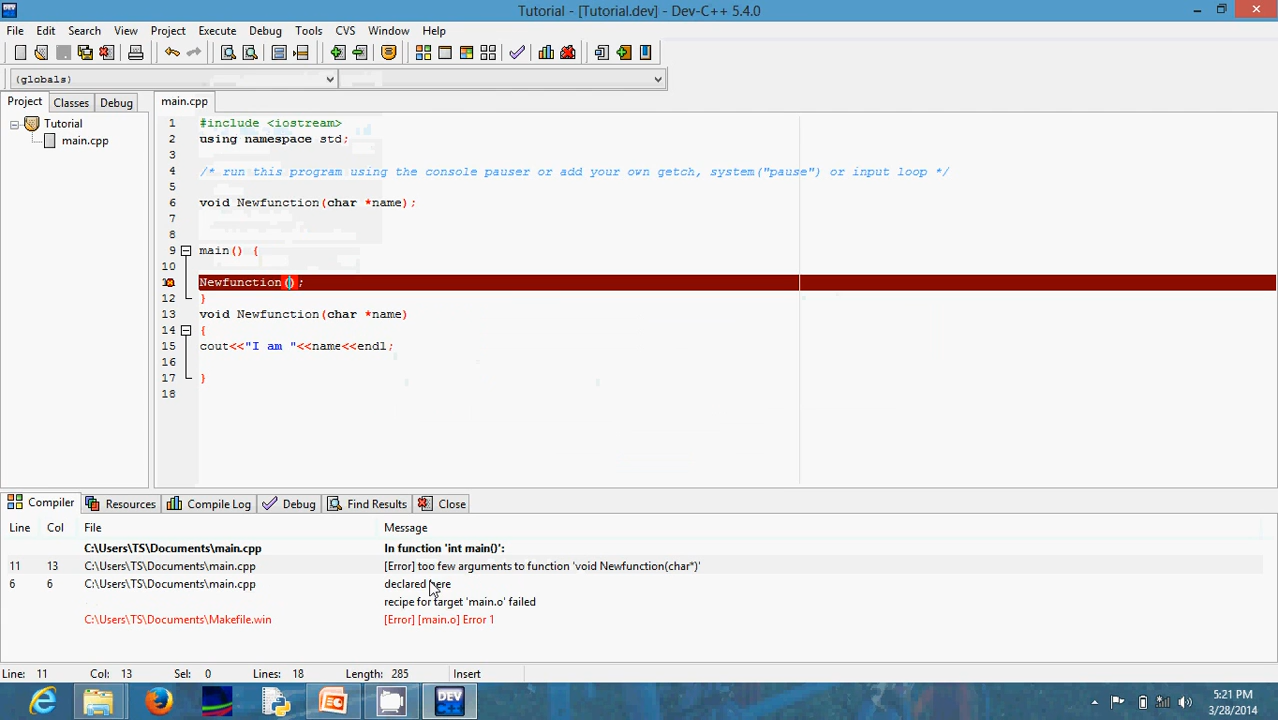 Tutorial - [Tutorial.dev] - Dev-C++ 5.4.0
File Edit Search View Project Execute Debug Tools CVS Window Help
(globals)
Project Classes Debug
main.cpp
Tutorial
main.cpp
1 #include <iostream>
2 using namespace std;
3
4 /* run this program using the console pauser or add your own getch, system("pause") or input loop */
5
6 void Newfunction(char *name);
7
8
9 main() {
10
Newfunction();
12 }
13 void Newfunction(char *name)
14 {
15 cout<<"I am "<<name<<endl;
16
17 }
18
Compiler Resources Compile Log Debug Find Results Close
Line Col File Message
C:\Users\TS\Documents\main.cpp In function 'int main()':
11 13 C:\Users\TS\Documents\main.cpp [Error] too few arguments to function 'void Newfunction(char*)'
6 6 C:\Users\TS\Documents\main.cpp declared here
recipe for target 'main.o' failed
C:\Users\TS\Documents\Makefile.win [Error] [main.o] Error 1
Line: 11 Col: 13 Sel: 0 Lines: 18 Length: 285 Insert
DEV C++
5:21 PM
3/28/2014